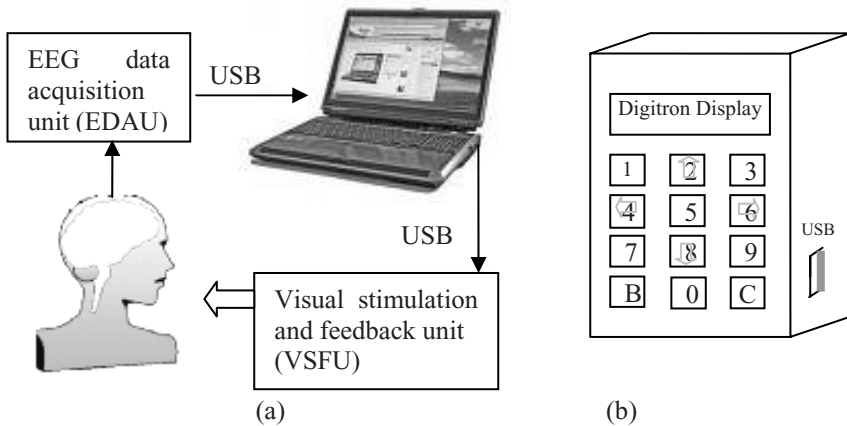 EEG data
acquisition
unit (EDAU)
USB
USB
Visual stimulation
and feedback unit
(VSFU)
(a)
Digitron Display
1 2 3
4 5 6
7 8 9
B 0 C
USB
(b)